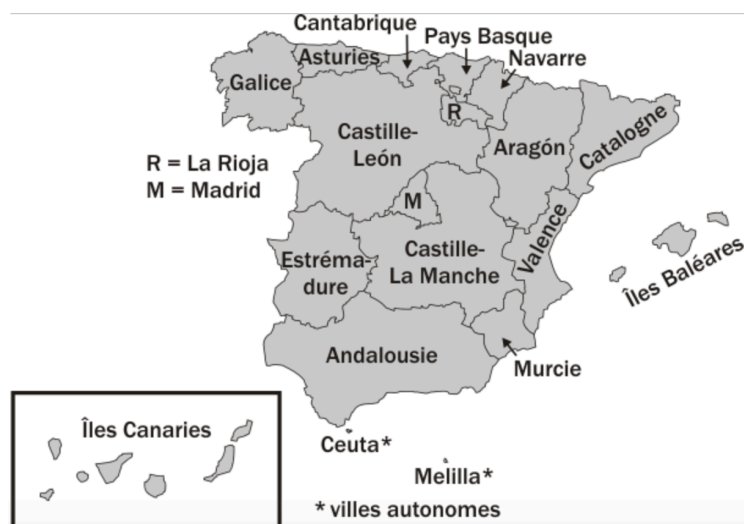 Cantabrique
Pays Basque
Asturies
Navarre
Galice
R
Castille-
León
Aragón
Catalogne
R = La Rioja
M = Madrid
M
Valence
Castille-
La Manche
Estréma-
dure
Îles Baléares
Andalousie
Murcie
Îles Canaries
Ceuta*
Melilla*
* villes autonomes